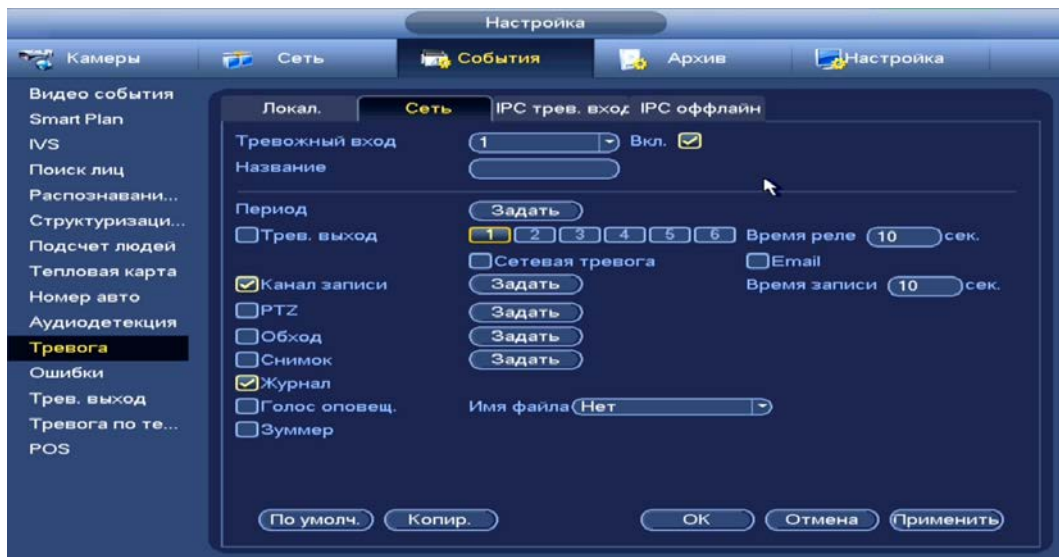 Настройка
Камеры Сеть События Архив Настройка
Видео события
Smart Plan
IVS
Поиск лиц
Распознавани...
Структуризаци...
Подсчет людей
Тепловая карта
Номер авто
Аудиодетекция
Тревога
Ошибки
Трев. выход
Тревога по те...
POS
Локал. Сеть IPC трев. вход IPC оффлайн
Тревожный вход 1 Вкл.
Название
Период Задать
Трев. выход 1 2 3 4 5 6 Время реле 10 сек.
Сетевая тревога Email
Канал записи Задать Время записи 10 сек.
PTZ Задать
Обход Задать
Снимок Задать
Журнал
Голос оповещ. Имя файла Нет
Зуммер
По умолч. Копир. ОК Отмена Применить